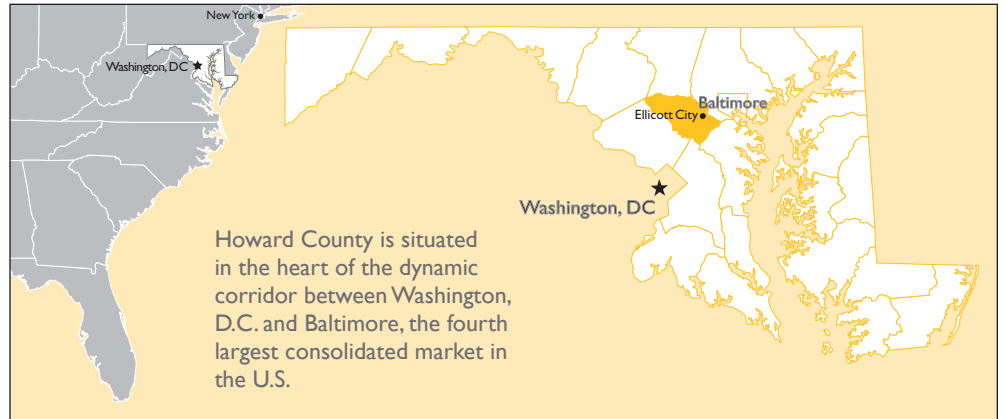 New York
Washington, DC
Baltimore
Ellicott City
Washington, DC
Howard County is situated
in the heart of the dynamic
corridor between Washington,
D.C. and Baltimore, the fourth
largest consolidated market in
the U.S.